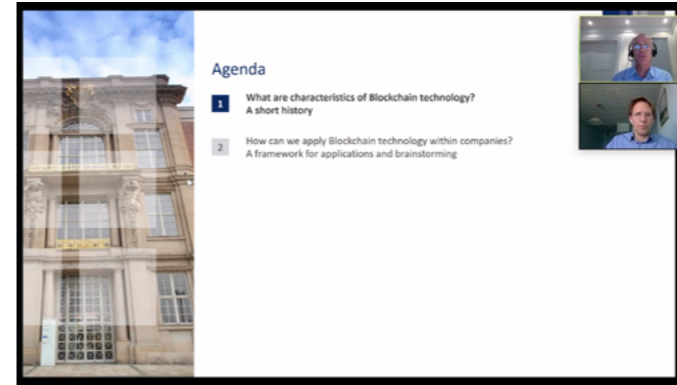 Agenda
1
What are characteristics of Blockchain technology?
A short history
2
How can we apply Blockchain technology within companies?
A framework for applications and brainstorming